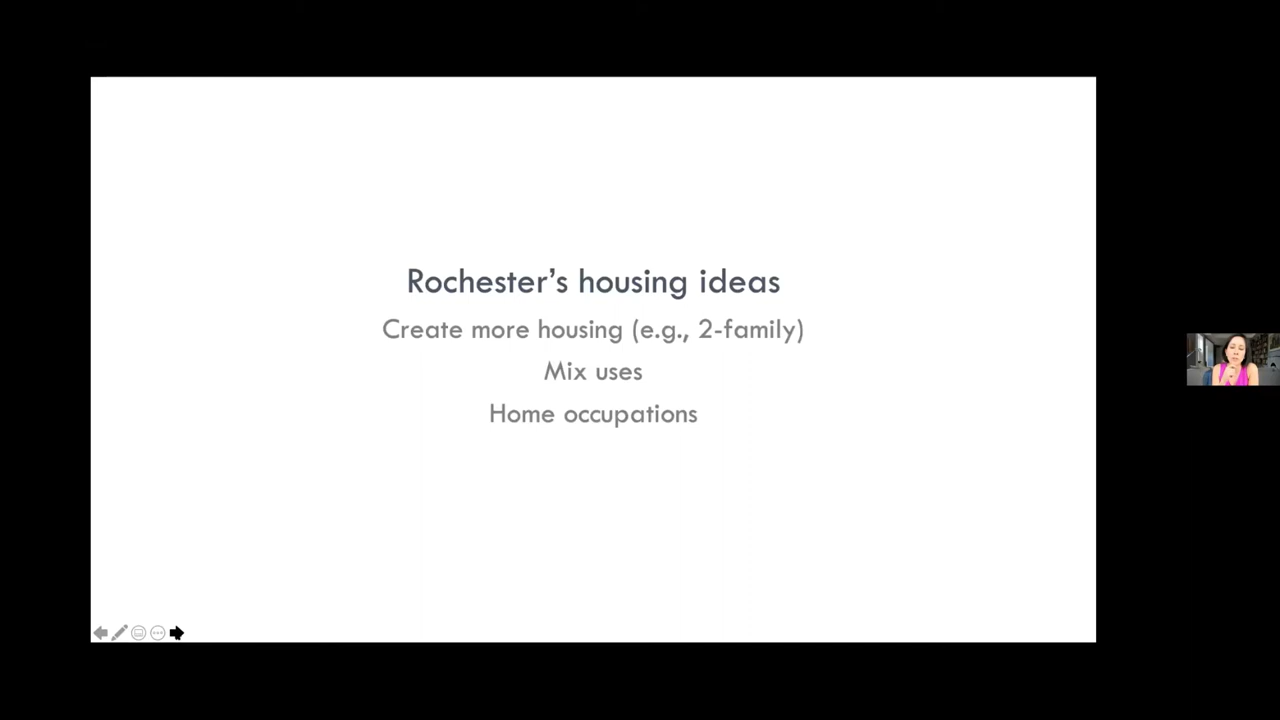 Rochester’s housing ideas
Create more housing (e.g., 2-family)
Mix uses
Home occupations